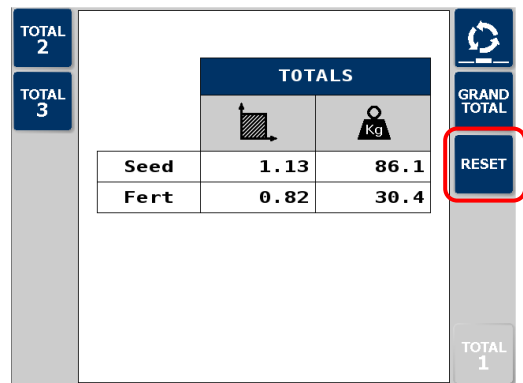 TOTAL
2
TOTAL
3
TOTALS
Kg
Seed 1.13 86.1
Fert 0.82 30.4
GRAND
TOTAL
RESET
TOTAL
1